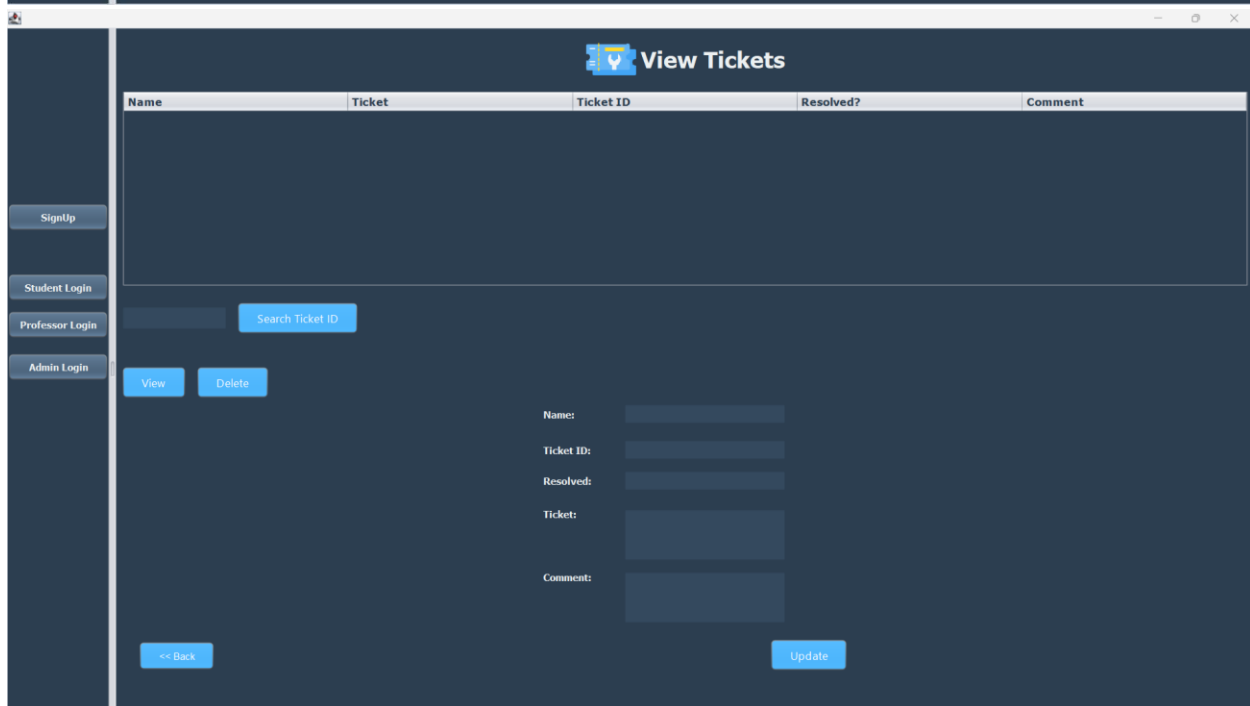 View Tickets
Name Ticket Ticket ID Resolved? Comment
SignUp
Student Login
Professor Login
Admin Login
Search Ticket ID
View Delete
Name:
Ticket ID:
Resolved:
Ticket:
Comment:
<< Back Update